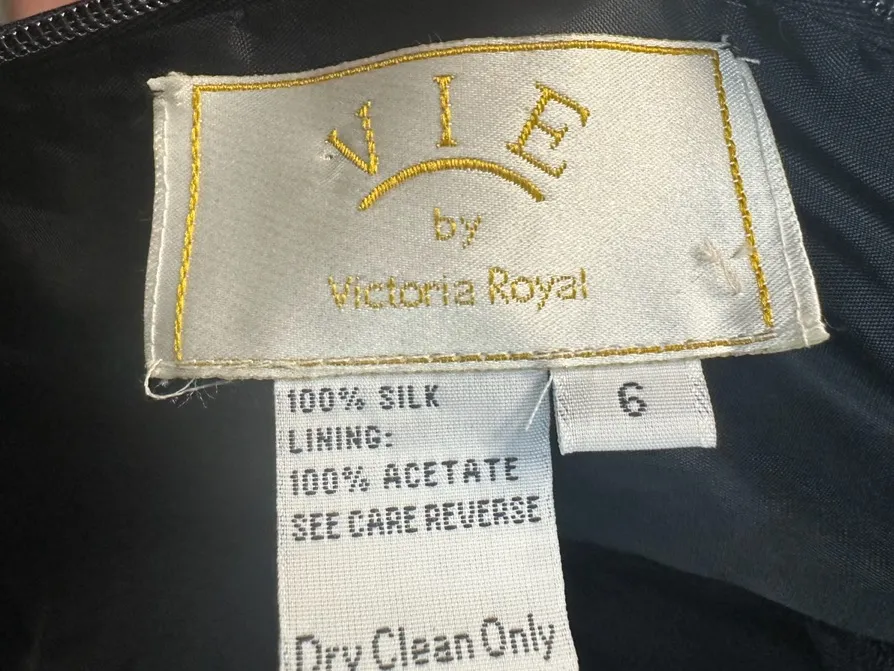 VIE
by
Victoria Royal
100% SILK
LINING:
100% ACETATE
SEE CARE REVERSE
Dry Clean Only
6